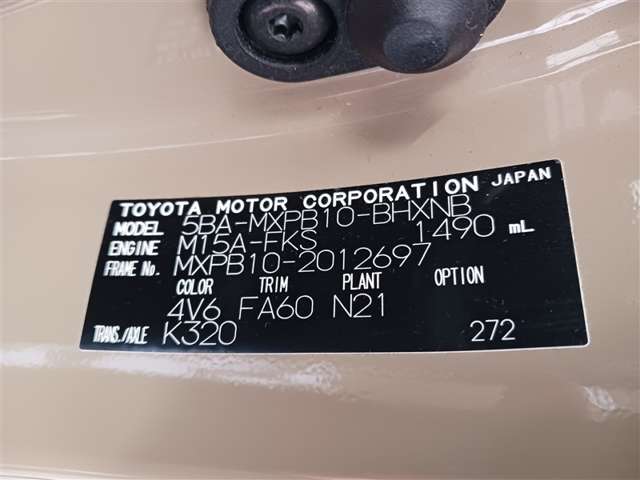 TOYOTA MOTOR CORPORATION JAPAN
MODEL 5BA-MXPB10-BHXNB
ENGINE M15A-FKS 1490 mL
FRAME No. MXPB10-2012697
COLOR TRIM PLANT OPTION
4V6 FA60 N21
TRANS./AXLE K320 272